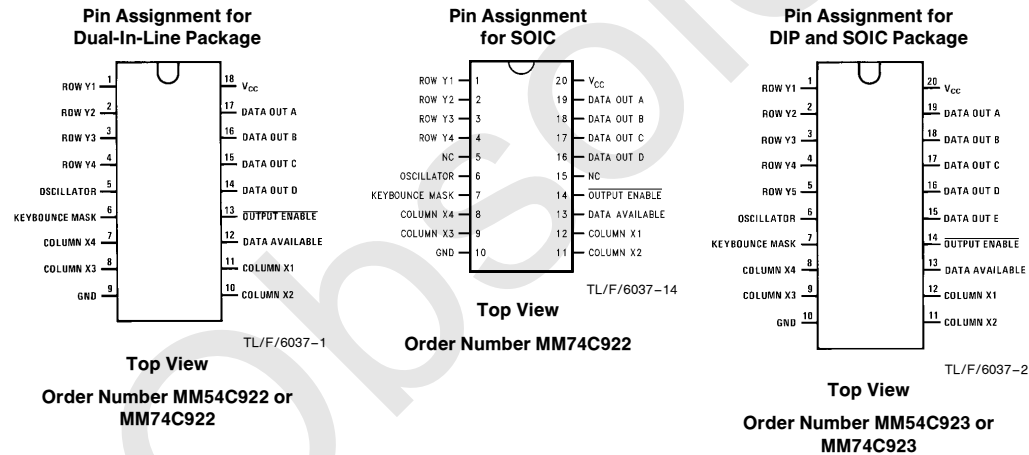 Pin Assignment for
Dual-In-Line Package
ROW Y1 1
ROW Y2 2
ROW Y3 3
ROW Y4 4
OSCILLATOR 5
KEYBOUNCE MASK 6
COLUMN X4 7
COLUMN X3 8
GND 9
18 VCC
17 DATA OUT A
16 DATA OUT B
15 DATA OUT C
14 DATA OUT D
13 OUTPUT ENABLE
12 DATA AVAILABLE
11 COLUMN X1
10 COLUMN X2
TL/F/6037–1
Top View
Order Number MM54C922 or
MM74C922
Pin Assignment
for SOIC
ROW Y1 1
ROW Y2 2
ROW Y3 3
ROW Y4 4
NC 5
OSCILLATOR 6
KEYBOUNCE MASK 7
COLUMN X4 8
COLUMN X3 9
GND 10
20 VCC
19 DATA OUT A
18 DATA OUT B
17 DATA OUT C
16 DATA OUT D
15 NC
14 OUTPUT ENABLE
13 DATA AVAILABLE
12 COLUMN X1
11 COLUMN X2
TL/F/6037–14
Top View
Order Number MM74C922
Pin Assignment for
DIP and SOIC Package
ROW Y1 1
ROW Y2 2
ROW Y3 3
ROW Y4 4
ROW Y5 5
OSCILLATOR 6
KEYBOUNCE MASK 7
COLUMN X4 8
COLUMN X3 9
GND 10
20 VCC
19 DATA OUT A
18 DATA OUT B
17 DATA OUT C
16 DATA OUT D
15 DATA OUT E
14 OUTPUT ENABLE
13 DATA AVAILABLE
12 COLUMN X1
11 COLUMN X2
TL/F/6037–2
Top View
Order Number MM54C923 or
MM74C923
Obsol